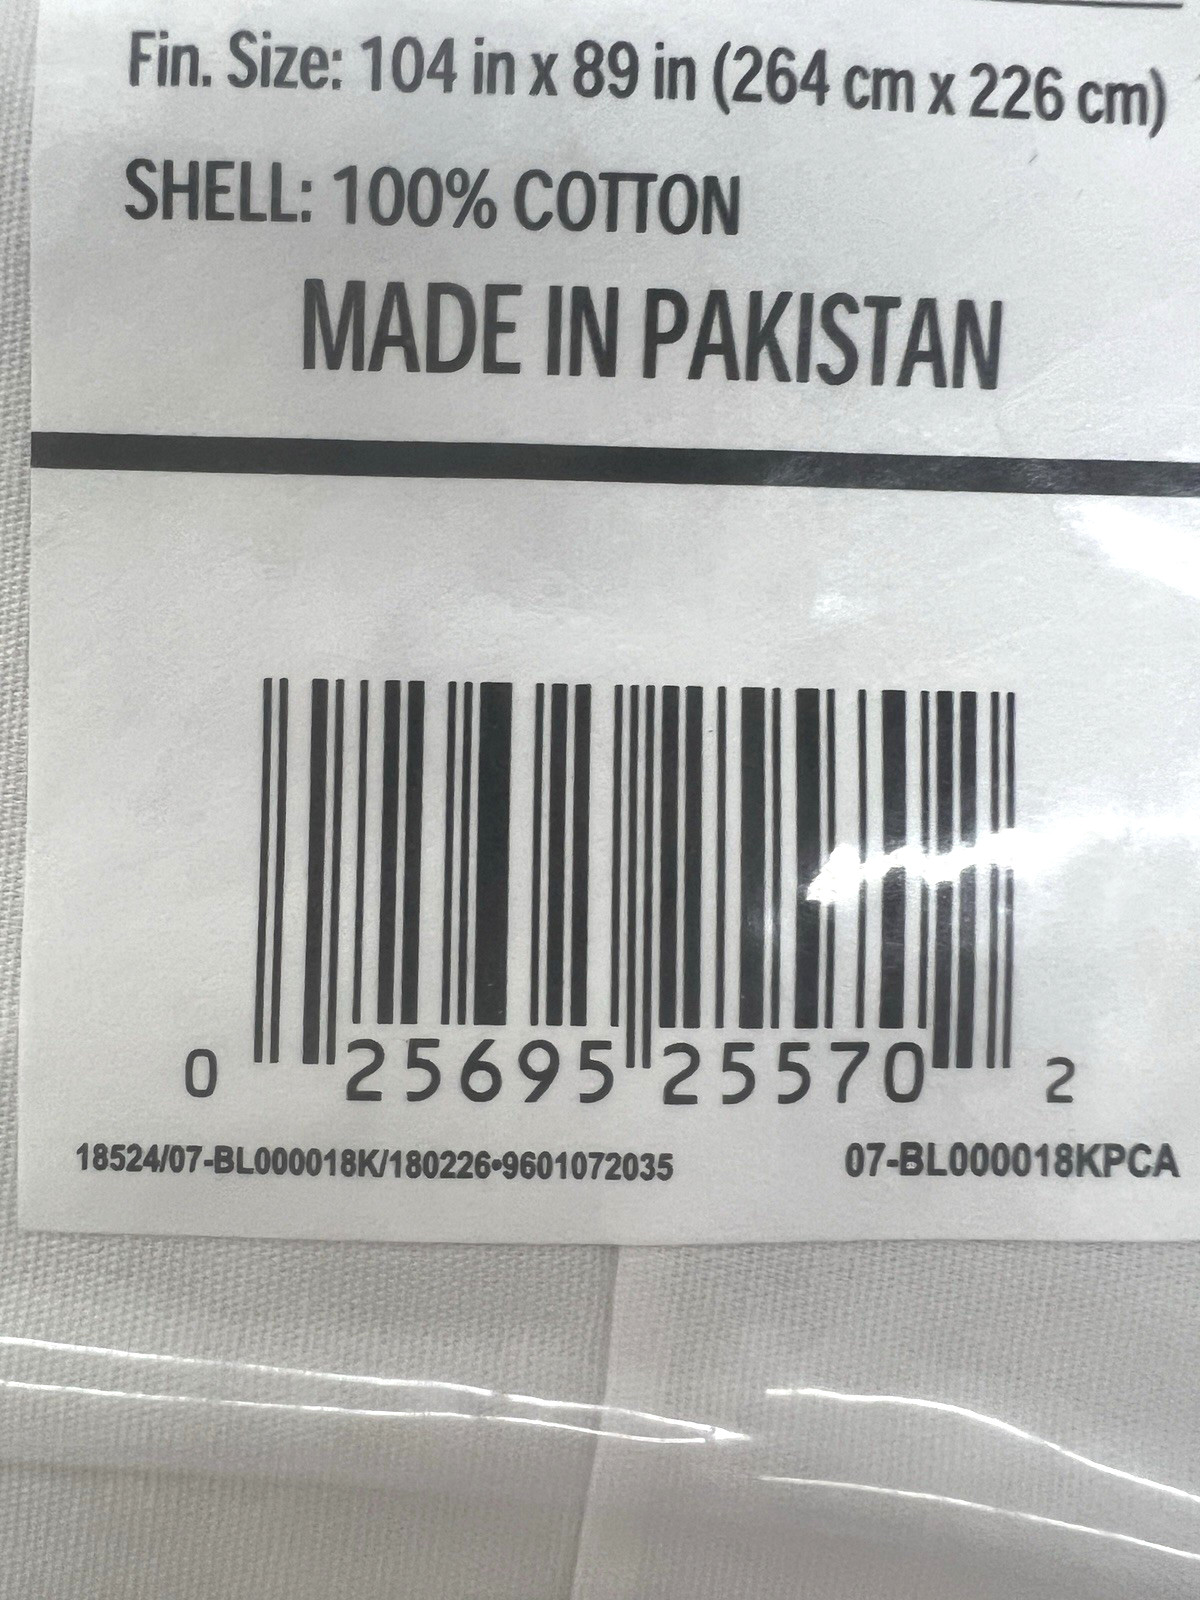 Fin. Size: 104 in x 89 in (264 cm x 226 cm)
SHELL: 100% COTTON
MADE IN PAKISTAN
0 25695 25570 2
18524/07-BL000018K/180226•9601072035 07-BL000018KPCA